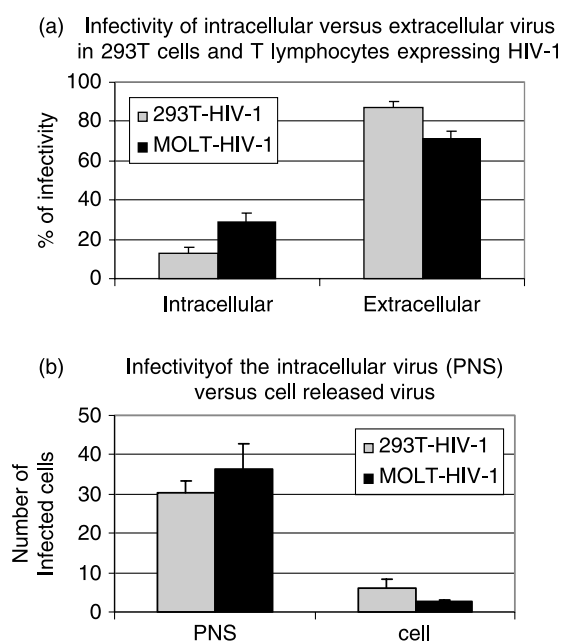 (a) Infectivity of intracellular versus extracellular virus
in 293T cells and T lymphocytes expressing HIV-1
% of infectivity
100
80
60
40
20
0
293T-HIV-1
MOLT-HIV-1
Intracellular Extracellular
(b) Infectivityof the intracellular virus (PNS)
versus cell released virus
Number of
Infected cells
50
40
30
20
10
0
293T-HIV-1
MOLT-HIV-1
PNS cell